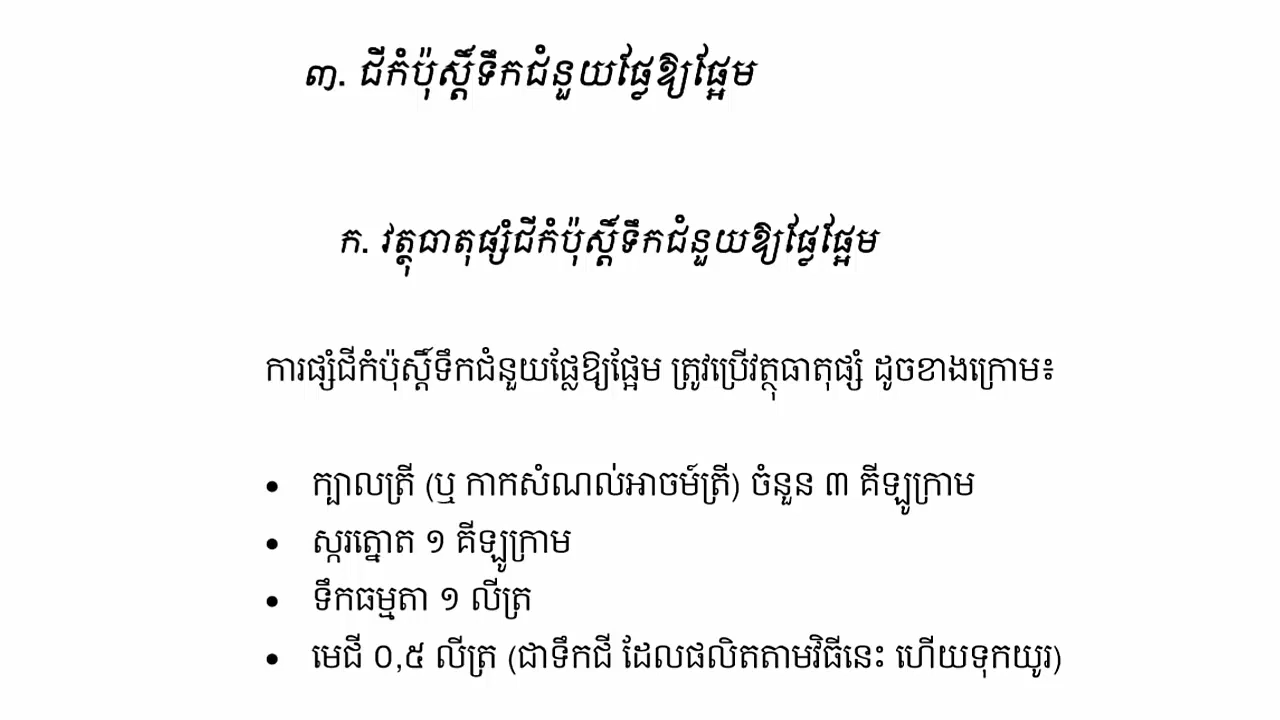 ៣. ជីកំប៉ុស្តិ៍ទឹកជំនួយផ្លែឱ្យផ្អែម
ក. វត្ថុធាតុផ្សំជីកំប៉ុស្តិ៍ទឹកជំនួយឱ្យផ្លែផ្អែម
ការផ្សំជីកំប៉ុស្តិ៍ទឹកជំនួយផ្លែឱ្យផ្អែម ត្រូវប្រើវត្ថុធាតុផ្សំ ដូចខាងក្រោម៖
• ក្បាលត្រី (ឬ កាកសំណល់អាចម៍ត្រី) ចំនួន ៣ គីឡូក្រាម
• ស្ករត្នោត ១ គីឡូក្រាម
• ទឹកធម្មតា ១ លីត្រ
• មេជី ០,៥ លីត្រ (ជាទឹកជី ដែលផលិតតាមវិធីនេះ ហើយទុកយូរ)